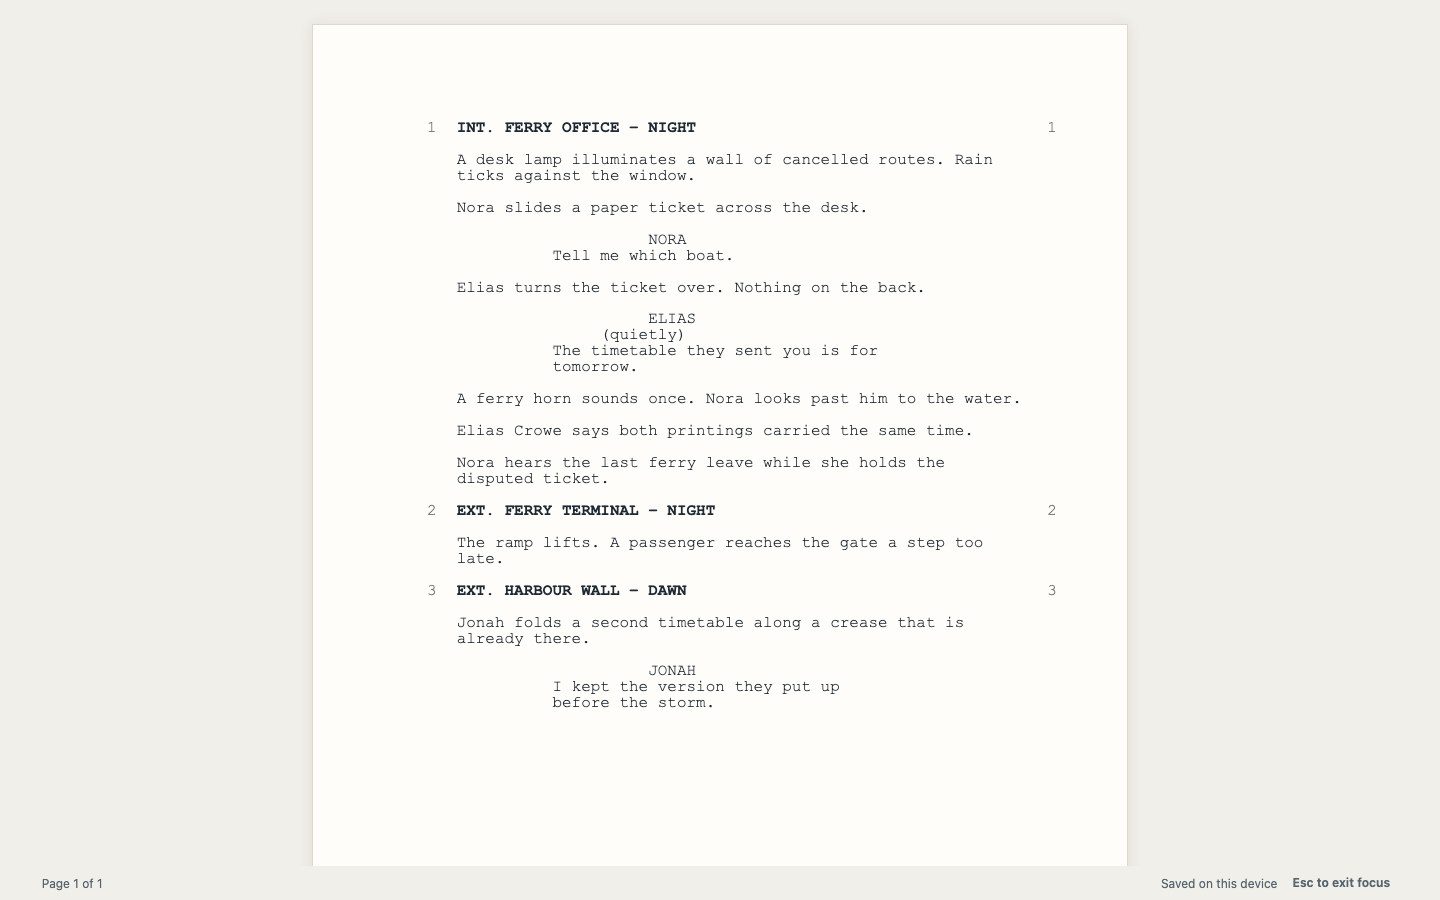 1 INT. FERRY OFFICE – NIGHT 1
A desk lamp illuminates a wall of cancelled routes. Rain
ticks against the window.
Nora slides a paper ticket across the desk.
NORA
Tell me which boat.
Elias turns the ticket over. Nothing on the back.
ELIAS
(quietly)
The timetable they sent you is for
tomorrow.
A ferry horn sounds once. Nora looks past him to the water.
Elias Crowe says both printings carried the same time.
Nora hears the last ferry leave while she holds the
disputed ticket.
2 EXT. FERRY TERMINAL – NIGHT 2
The ramp lifts. A passenger reaches the gate a step too
late.
3 EXT. HARBOUR WALL – DAWN 3
Jonah folds a second timetable along a crease that is
already there.
JONAH
I kept the version they put up
before the storm.
Page 1 of 1
Saved on this device Esc to exit focus